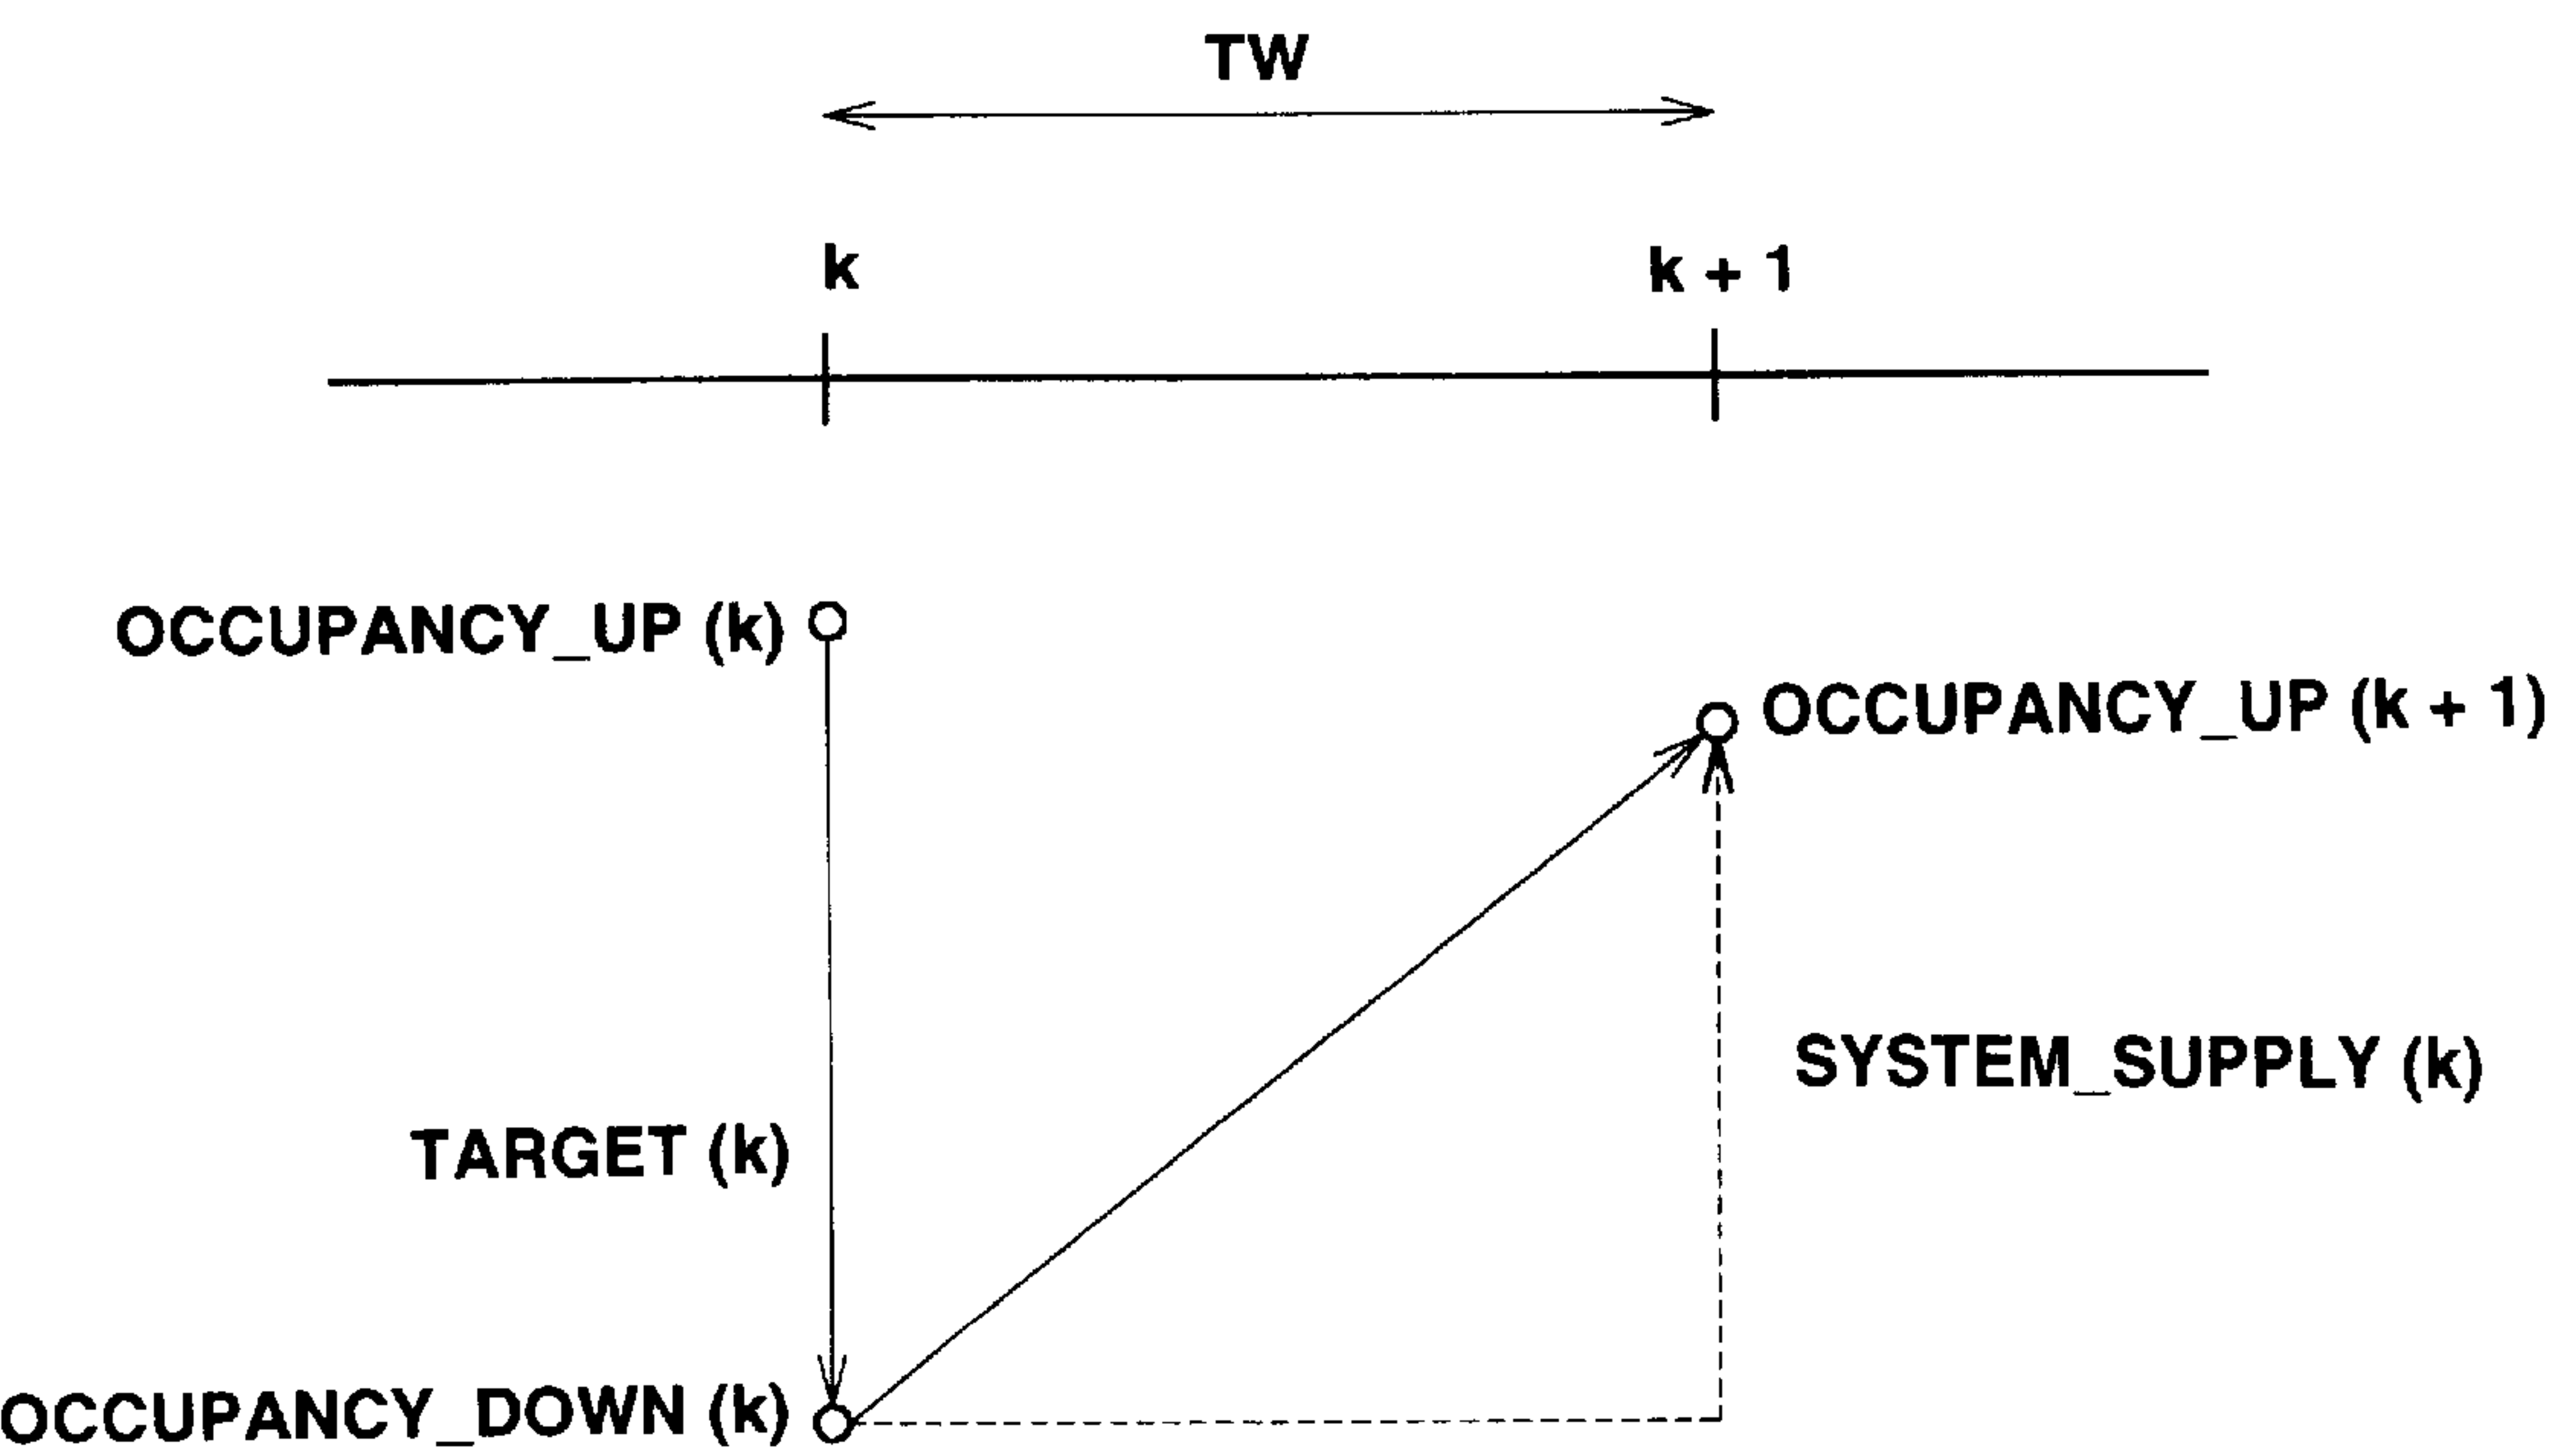 TW
k
k + 1
OCCUPANCY_UP (k)
OCCUPANCY_UP (k + 1)
SYSTEM_SUPPLY (k)
TARGET (k)
OCCUPANCY_DOWN (k)